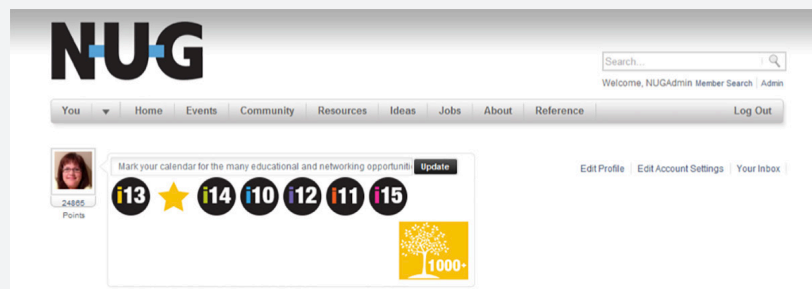 N-U-G
Search...
Welcome, NUGAdmin Member Search Admin
You Home Events Community Resources Ideas Jobs About Reference Log Out
Mark your calendar for the many educational and networking opportuniti Update
Edit Profile Edit Account Settings Your Inbox
i13 i14 i10 i12 i11 i15
24865
Points
1000+